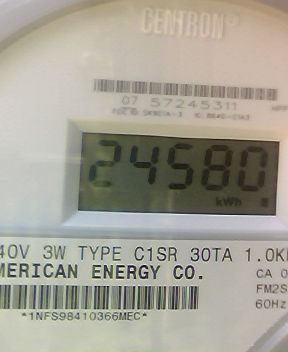 CENTRON®
07 57245311
24580
kWh
40V 3W TYPE C1SR 30TA 1.0K
MERICAN ENERGY CO.
CA 0
FM2S
60Hz
*1NFS98410366MEC*